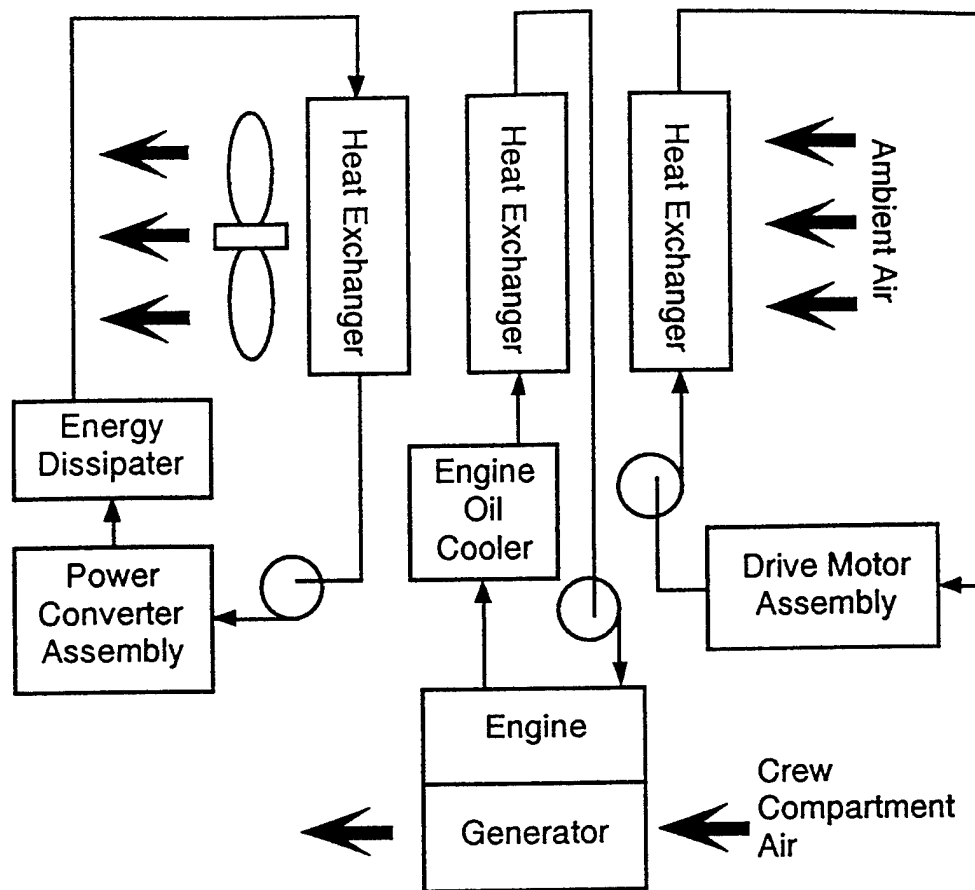 Heat Exchanger
Heat Exchanger
Heat Exchanger
Ambient Air
Energy
Dissipater
Engine
Oil
Cooler
Power
Converter
Assembly
Drive Motor
Assembly
Engine
Generator
Crew
Compartment
Air